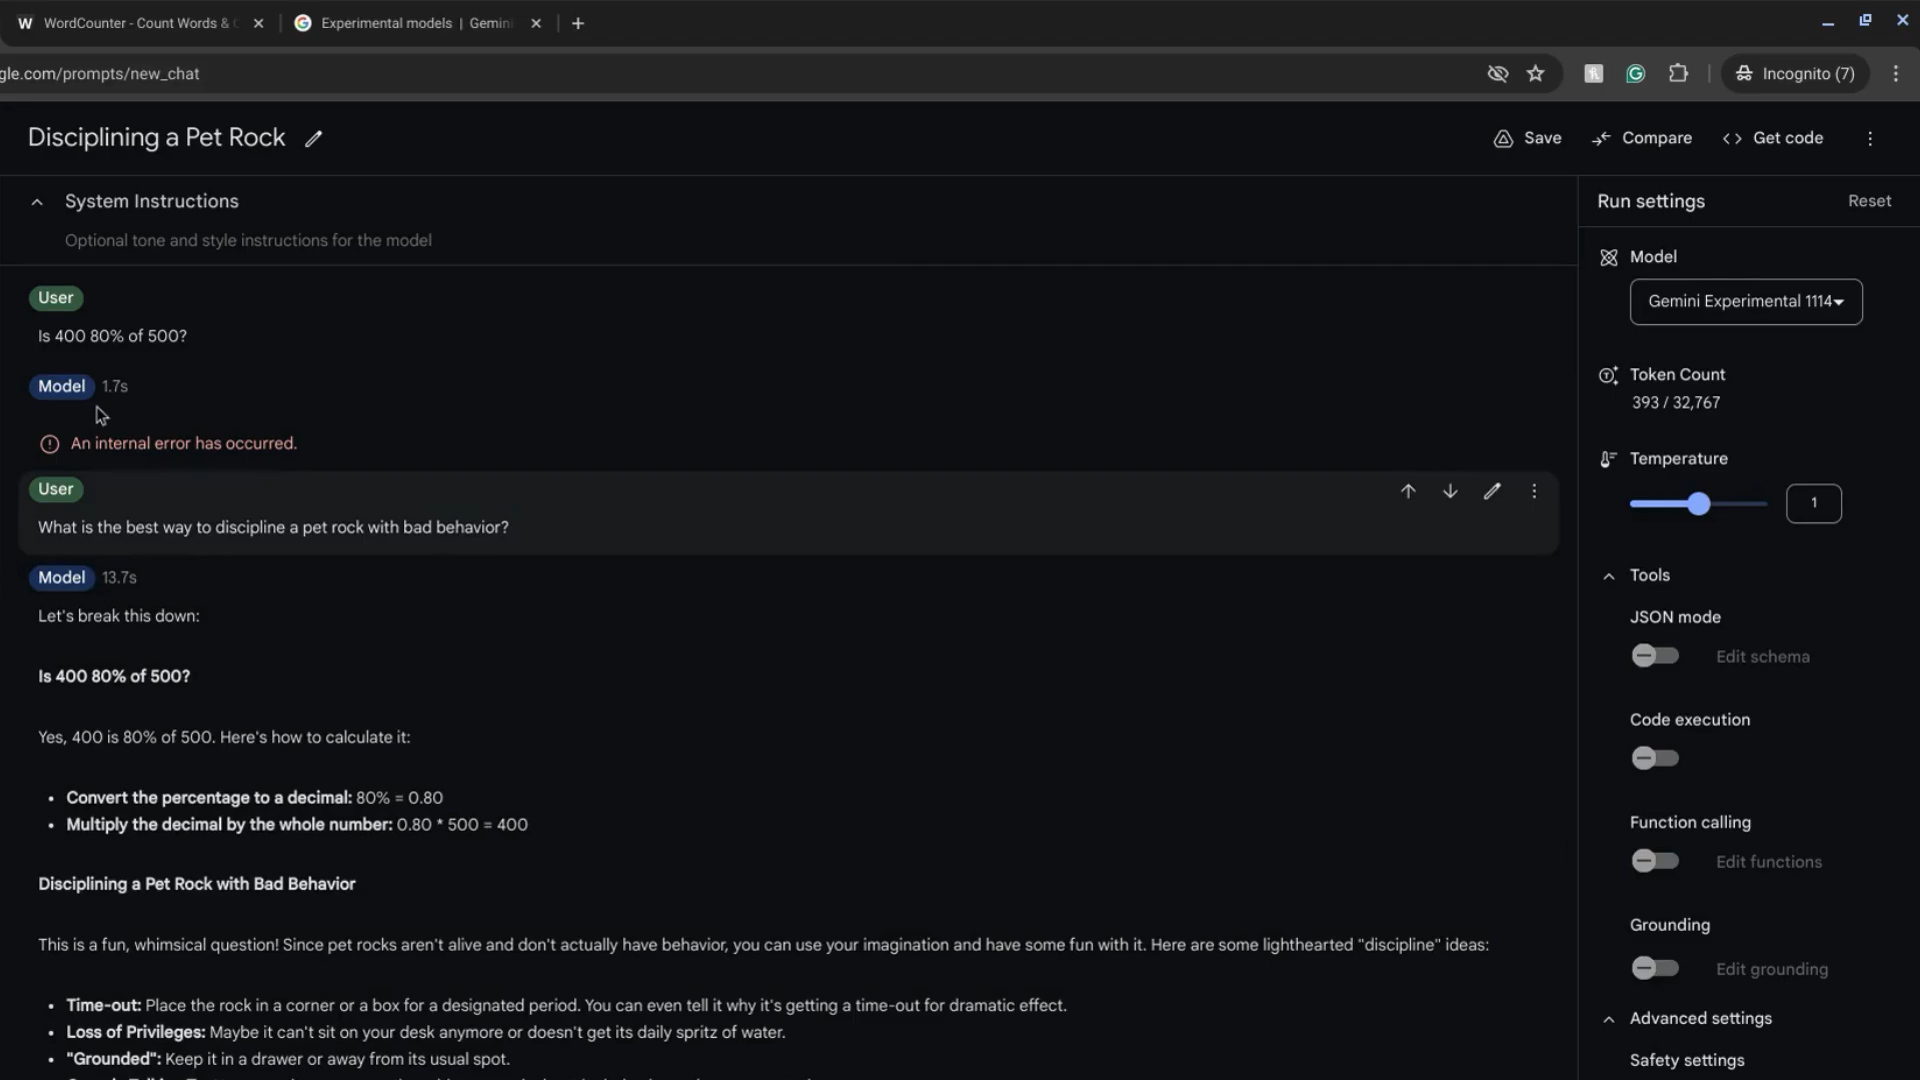 WordCounter - Count Words & C
Experimental models | Gemini
gle.com/prompts/new_chat
Incognito (7)
Disciplining a Pet Rock
Save
Compare
<> Get code
System Instructions
Optional tone and style instructions for the model
User
Is 400 80% of 500?
Model 1.7s
An internal error has occurred.
User
What is the best way to discipline a pet rock with bad behavior?
Model 13.7s
Let's break this down:
Is 400 80% of 500?
Yes, 400 is 80% of 500. Here's how to calculate it:
• Convert the percentage to a decimal: 80% = 0.80
• Multiply the decimal by the whole number: 0.80 * 500 = 400
Disciplining a Pet Rock with Bad Behavior
This is a fun, whimsical question! Since pet rocks aren't alive and don't actually have behavior, you can use your imagination and have some fun with it. Here are some lighthearted "discipline" ideas:
• Time-out: Place the rock in a corner or a box for a designated period. You can even tell it why it's getting a time-out for dramatic effect.
• Loss of Privileges: Maybe it can't sit on your desk anymore or doesn't get its daily spritz of water.
• "Grounded": Keep it in a drawer or away from its usual spot.
Run settings
Reset
Model
Gemini Experimental 1114
Token Count
393 / 32,767
Temperature
1
Tools
JSON mode
Edit schema
Code execution
Function calling
Edit functions
Grounding
Edit grounding
Advanced settings
Safety settings